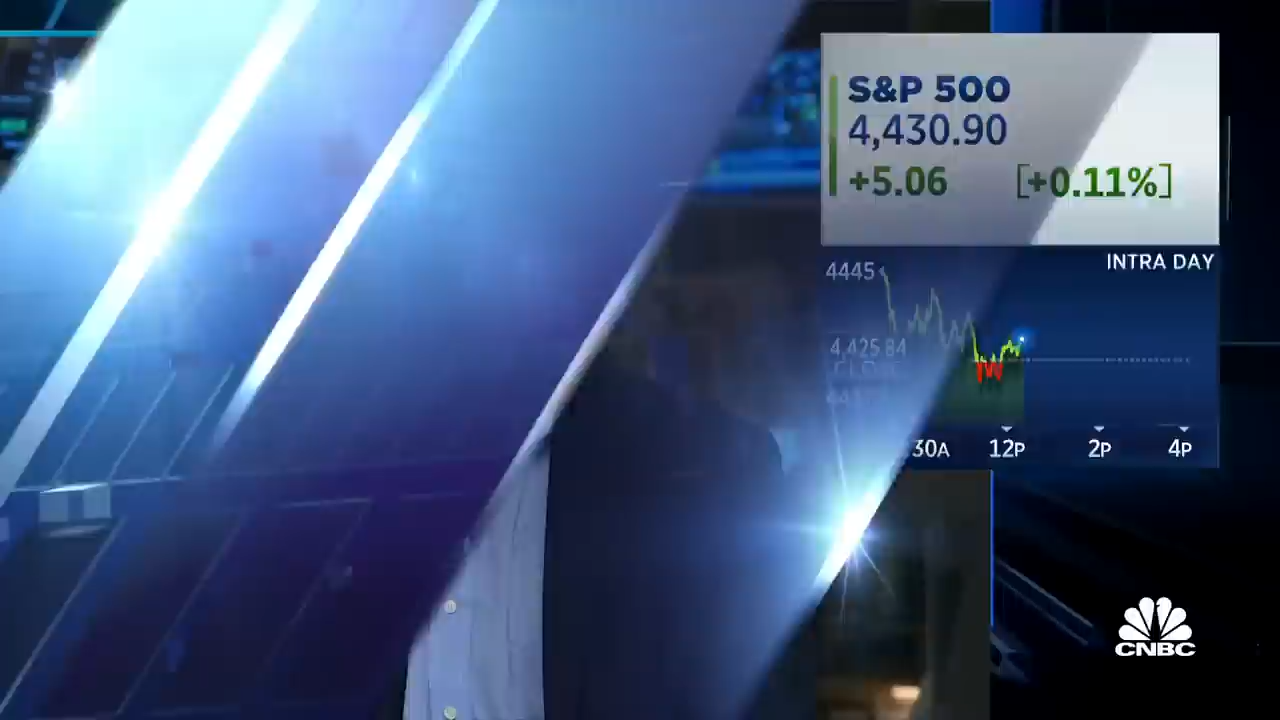 S&P 500
4,430.90
+5.06 [+0.11%]
INTRA DAY
4445
4,425.84
30A 12P 2P 4P
CNBC